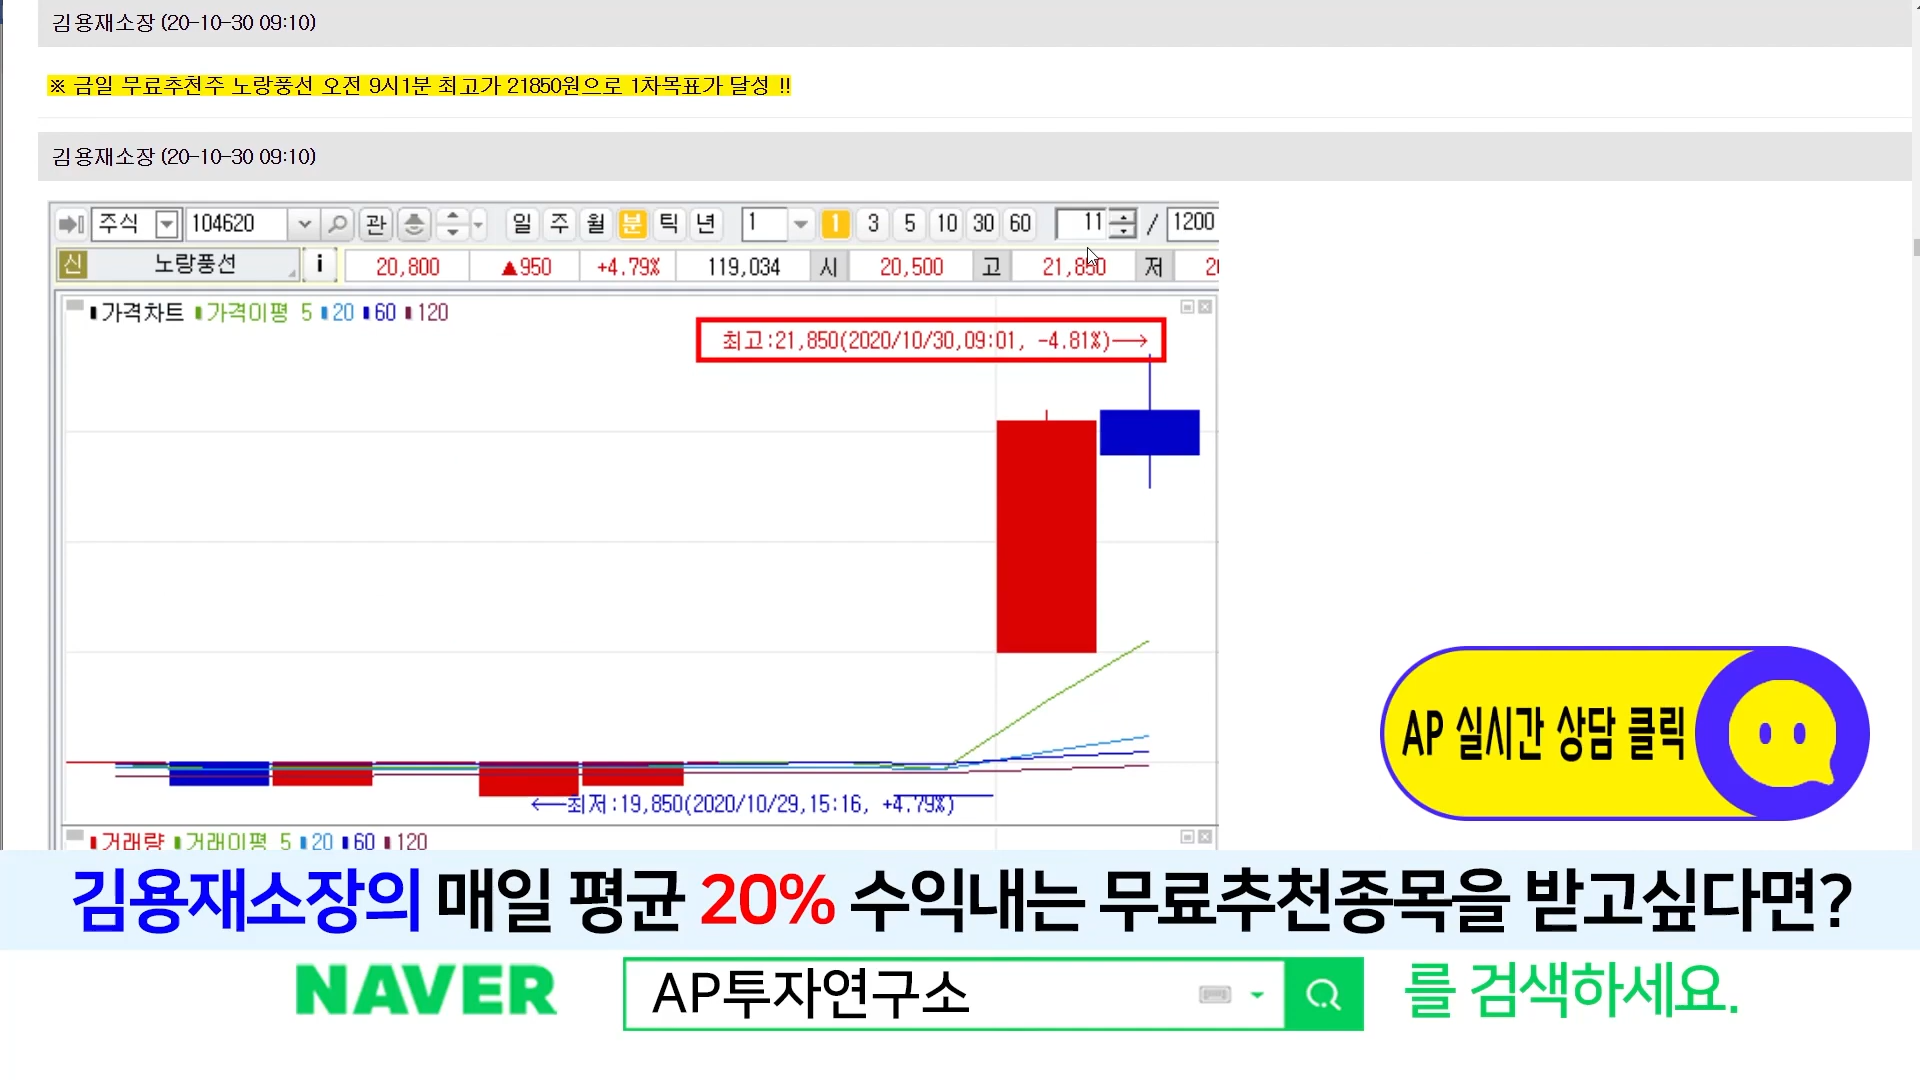 김용재소장 (20-10-30 09:10)
※ 금일 무료추천주 노랑풍선 오전 9시1분 최고가 21850원으로 1차목표가 달성 !!
김용재소장 (20-10-30 09:10)
주식 104620 관 일 주 월 분 틱 년 1 1 3 5 10 30 60 11 / 1200
신 노랑풍선 i 20,800 ▲950 +4.79% 119,034 시 20,500 고 21,850 저
가격차트 가격이평 5 20 60 120
최고:21,850(2020/10/30,09:01, -4.81%)→
←최저:19,850(2020/10/29,15:16, +4.79%)
거래량 거래이평 5 20 60 120
AP 실시간 상담 클릭
김용재소장의 매일 평균 20% 수익내는 무료추천종목을 받고싶다면?
NAVER AP투자연구소 를 검색하세요.